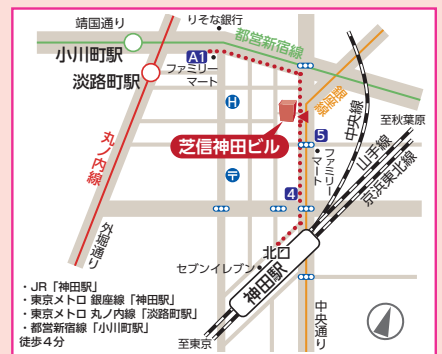 靖国通り
りそな銀行
都営新宿線
小川町駅
A1
ファミリー
マート
淡路町駅
銀座線
中央線
至秋葉原
H
芝信神田ビル
5
ファミリー
マート
山手線
京浜東北線
丸ノ内線
〒
4
外堀通り
北口
セブンイレブン
神田駅
・JR「神田駅」
・東京メトロ 銀座線「神田駅」
・東京メトロ 丸ノ内線「淡路町駅」
・都営新宿線「小川町駅」
徒歩4分
至東京
中央通り